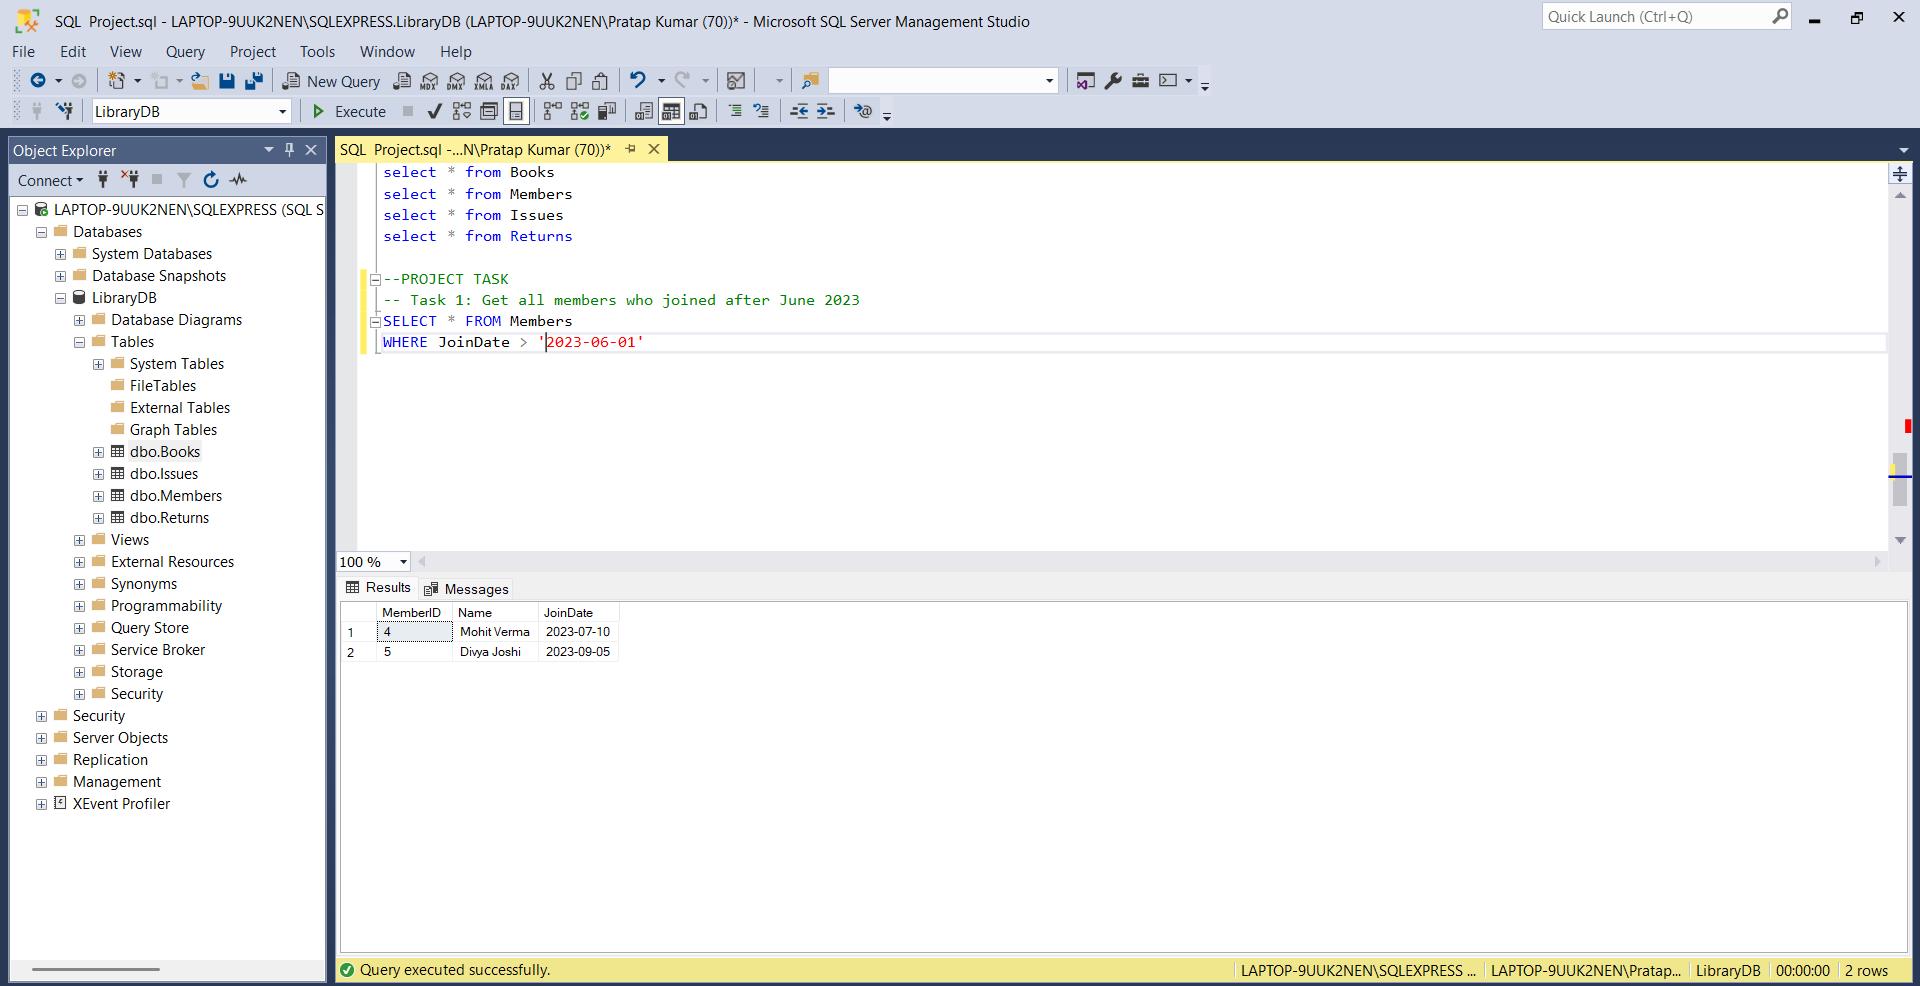 SQL Project.sql - LAPTOP-9UUK2NEN\SQLEXPRESS.LibraryDB (LAPTOP-9UUK2NEN\Pratap Kumar (70))* - Microsoft SQL Server Management Studio
Quick Launch (Ctrl+Q)
File Edit View Query Project Tools Window Help
New Query MDX DMX XMLA DAX
LibraryDB Execute
Object Explorer
Connect
LAPTOP-9UUK2NEN\SQLEXPRESS (SQL S
Databases
System Databases
Database Snapshots
LibraryDB
Database Diagrams
Tables
System Tables
FileTables
External Tables
Graph Tables
dbo.Books
dbo.Issues
dbo.Members
dbo.Returns
Views
External Resources
Synonyms
Programmability
Query Store
Service Broker
Storage
Security
Security
Server Objects
Replication
Management
XEvent Profiler
SQL Project.sql -...N\Pratap Kumar (70))*
select * from Books
select * from Members
select * from Issues
select * from Returns
--PROJECT TASK
-- Task 1: Get all members who joined after June 2023
SELECT * FROM Members
WHERE JoinDate > '2023-06-01'
100 %
Results Messages
MemberID Name JoinDate
1 4 Mohit Verma 2023-07-10
2 5 Divya Joshi 2023-09-05
Query executed successfully. LAPTOP-9UUK2NEN\SQLEXPRESS ... LAPTOP-9UUK2NEN\Pratap... LibraryDB 00:00:00 2 rows